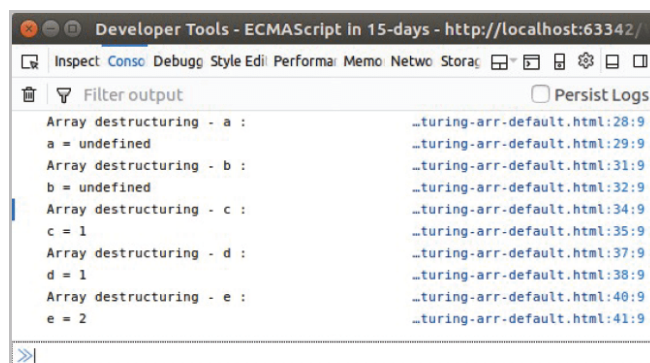 Developer Tools - ECMAScript in 15-days - http://localhost:63342/
Inspect Conso Debugg Style Edi Performa Memo Netwo Storag
Filter output Persist Logs
Array destructuring - a : …turing-arr-default.html:28:9
a = undefined …turing-arr-default.html:29:9
Array destructuring - b : …turing-arr-default.html:31:9
b = undefined …turing-arr-default.html:32:9
Array destructuring - c : …turing-arr-default.html:34:9
c = 1 …turing-arr-default.html:35:9
Array destructuring - d : …turing-arr-default.html:37:9
d = 1 …turing-arr-default.html:38:9
Array destructuring - e : …turing-arr-default.html:40:9
e = 2 …turing-arr-default.html:41:9